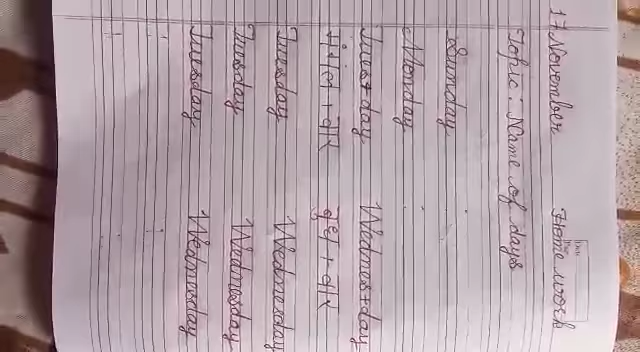 17 November Home work
Topic : Name of days
Sunday
Monday
Tues+day Wednes+day
मंगल + वार बुध + वार
Tuesday Wednesday
Tuesday Wednesday
Tuesday Wednesday